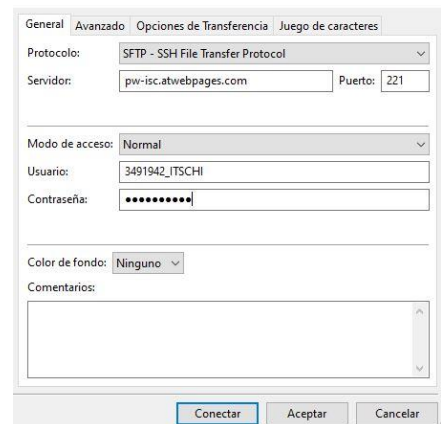 General Avanzado Opciones de Transferencia Juego de caracteres
Protocolo: SFTP - SSH File Transfer Protocol
Servidor: pw-isc.atwebpages.com Puerto: 221
Modo de acceso: Normal
Usuario: 3491942_ITSCHI
Contraseña: ●●●●●●●●●●
Color de fondo: Ninguno
Comentarios:
Conectar Aceptar Cancelar